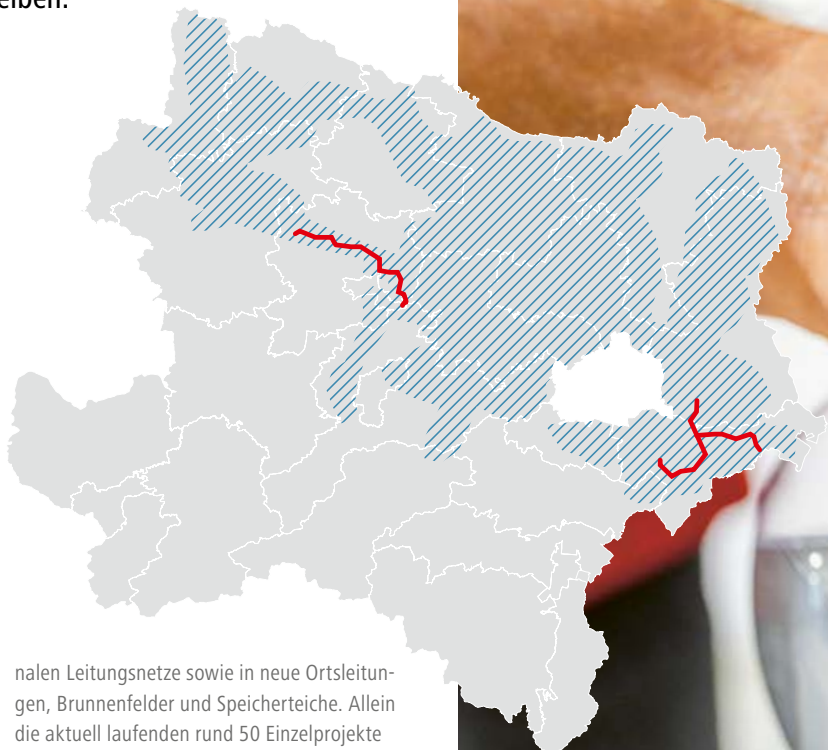 nalen Leitungsnetze sowie in neue Ortsleitun-
gen, Brunnenfelder und Speicherteiche. Allein
die aktuell laufenden rund 50 Einzelprojekte